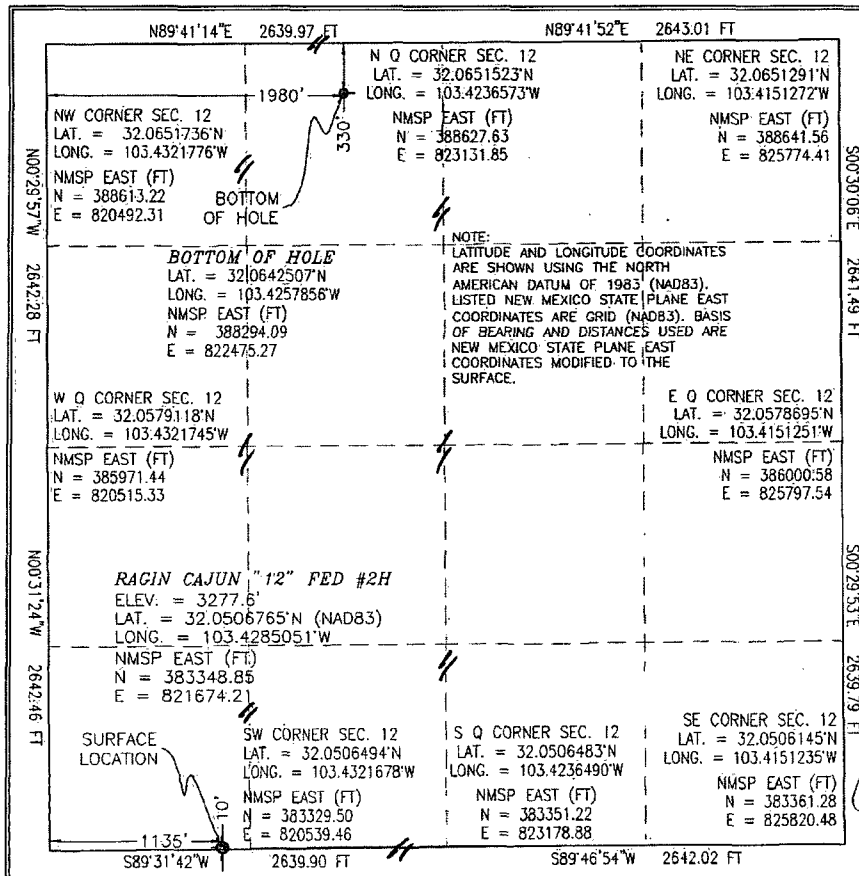 N89°41'14"E 2639.97 FT
N89°41'52"E 2643.01 FT
N Q CORNER SEC. 12
LAT. = 32.0651523°N
LONG. = 103.4236573°W
NMSP EAST (FT)
N = 388627.63
E = 823131.85
NE CORNER SEC. 12
LAT. = 32.0651291°N
LONG. = 103.4151272°W
NMSP EAST (FT)
N = 388641.56
E = 825774.41
1980'
330'
NW CORNER SEC. 12
LAT. = 32.0651736°N
LONG. = 103.4321776°W
NMSP EAST (FT)
N = 388613.22
E = 820492.31
BOTTOM
OF HOLE
N00°29'57"W 2642.28 FT
S00°30'06"E 2641.49 FT
BOTTOM OF HOLE
LAT. = 32.0642507°N
LONG. = 103.4257856°W
NMSP EAST (FT)
N = 388294.09
E = 822475.27
NOTE:
LATITUDE AND LONGITUDE COORDINATES
ARE SHOWN USING THE NORTH
AMERICAN DATUM OF 1983 (NAD83).
LISTED NEW MEXICO STATE PLANE EAST
COORDINATES ARE GRID (NAD83). BASIS
OF BEARING AND DISTANCES USED ARE
NEW MEXICO STATE PLANE EAST
COORDINATES MODIFIED TO THE
SURFACE.
W Q CORNER SEC. 12
LAT. = 32.0579118°N
LONG. = 103.4321745°W
NMSP EAST (FT)
N = 385971.44
E = 820515.33
E Q CORNER SEC. 12
LAT. = 32.0578695°N
LONG. = 103.4151251°W
NMSP EAST (FT)
N = 386000.58
E = 825797.54
N00°31'24"W 2642.46 FT
S00°29'53"E 2639.79 FT
RAGIN CAJUN "12" FED #2H
ELEV. = 3277.6'
LAT. = 32.0506765°N (NAD83)
LONG. = 103.4285051°W
NMSP EAST (FT)
N = 383348.85
E = 821674.21
SURFACE
LOCATION
SW CORNER SEC. 12
LAT. = 32.0506494°N
LONG. = 103.4321678°W
NMSP EAST (FT)
N = 383329.50
E = 820539.46
S Q CORNER SEC. 12
LAT. = 32.0506483°N
LONG. = 103.4236490°W
NMSP EAST (FT)
N = 383351.22
E = 823178.88
SE CORNER SEC. 12
LAT. = 32.0506145°N
LONG. = 103.4151235°W
NMSP EAST (FT)
N = 383361.28
E = 825820.48
10'
1135'
S89°31'42"W 2639.90 FT
S89°46'54"W 2642.02 FT